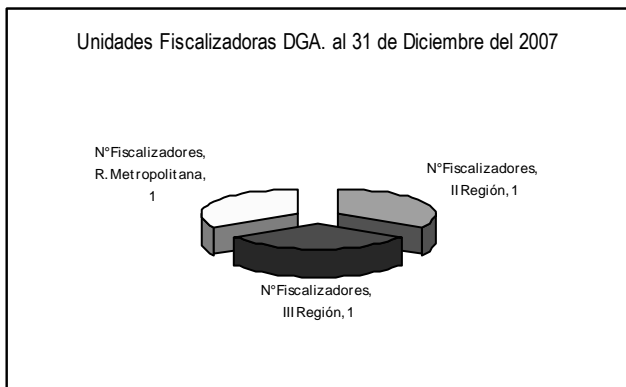 Unidades Fiscalizadoras DGA. al 31 de Diciembre del 2007
N°Fiscalizadores,
R. Metropolitana,
1
N°Fiscalizadores,
II Región, 1
N°Fiscalizadores,
III Región, 1